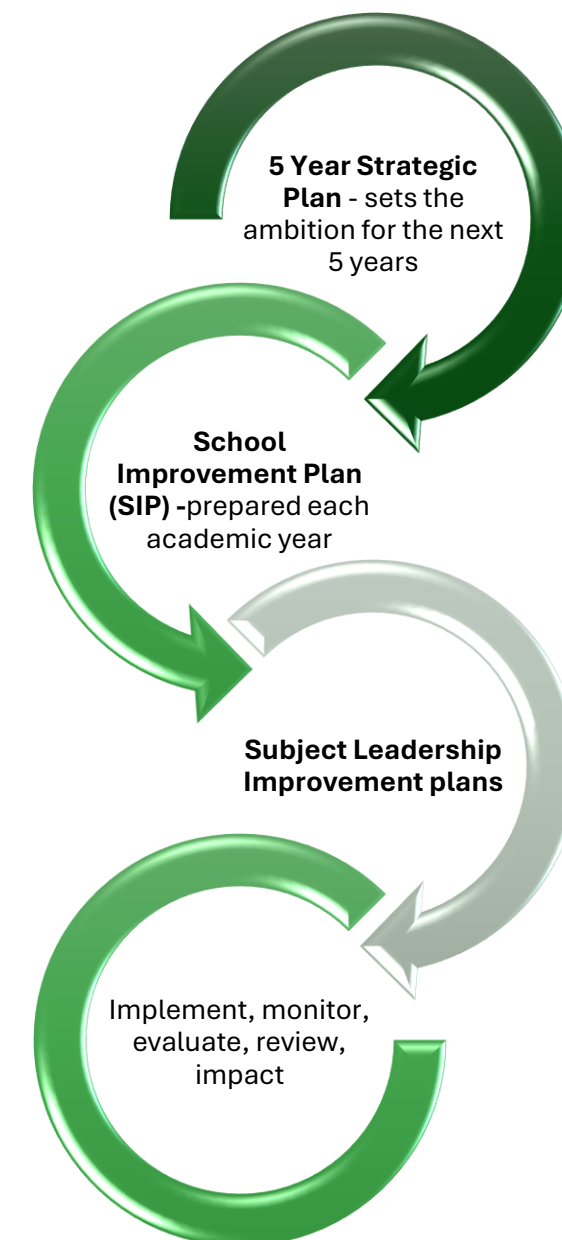 5 Year Strategic
Plan - sets the
ambition for the next
5 years
School
Improvement Plan
(SIP) -prepared each
academic year
Subject Leadership
Improvement plans
Implement, monitor,
evaluate, review,
impact